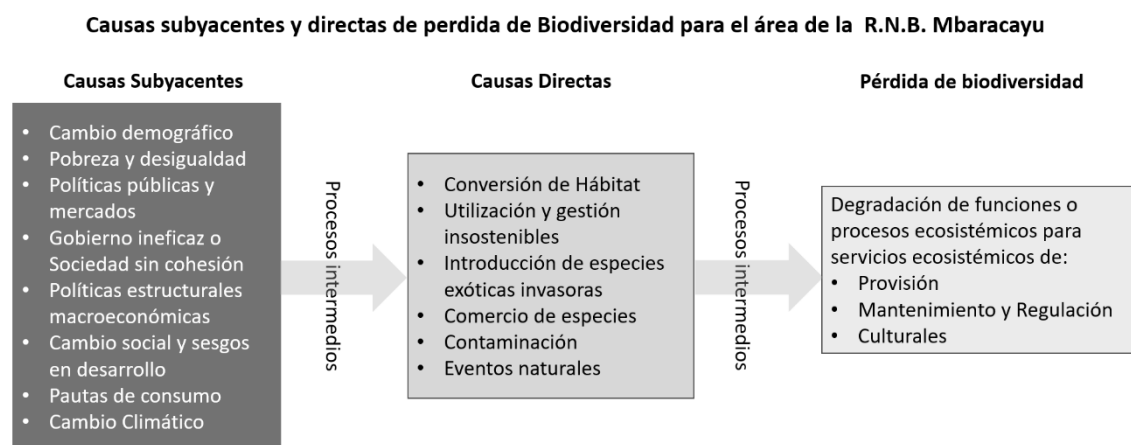 Causas subyacentes y directas de perdida de Biodiversidad para el área de la R.N.B. Mbaracayu
Causas Subyacentes
• Cambio demográfico
• Pobreza y desigualdad
• Políticas públicas y
mercados
• Gobierno ineficaz o
Sociedad sin cohesión
• Políticas estructurales
macroeconómicas
• Cambio social y sesgos
en desarrollo
• Pautas de consumo
• Cambio Climático
Procesos intermedios
Causas Directas
• Conversión de Hábitat
• Utilización y gestión
insostenibles
• Introducción de especies
exóticas invasoras
• Comercio de especies
• Contaminación
• Eventos naturales
Procesos intermedios
Pérdida de biodiversidad
Degradación de funciones o
procesos ecosistémicos para
servicios ecosistémicos de:
• Provisión
• Mantenimiento y Regulación
• Culturales